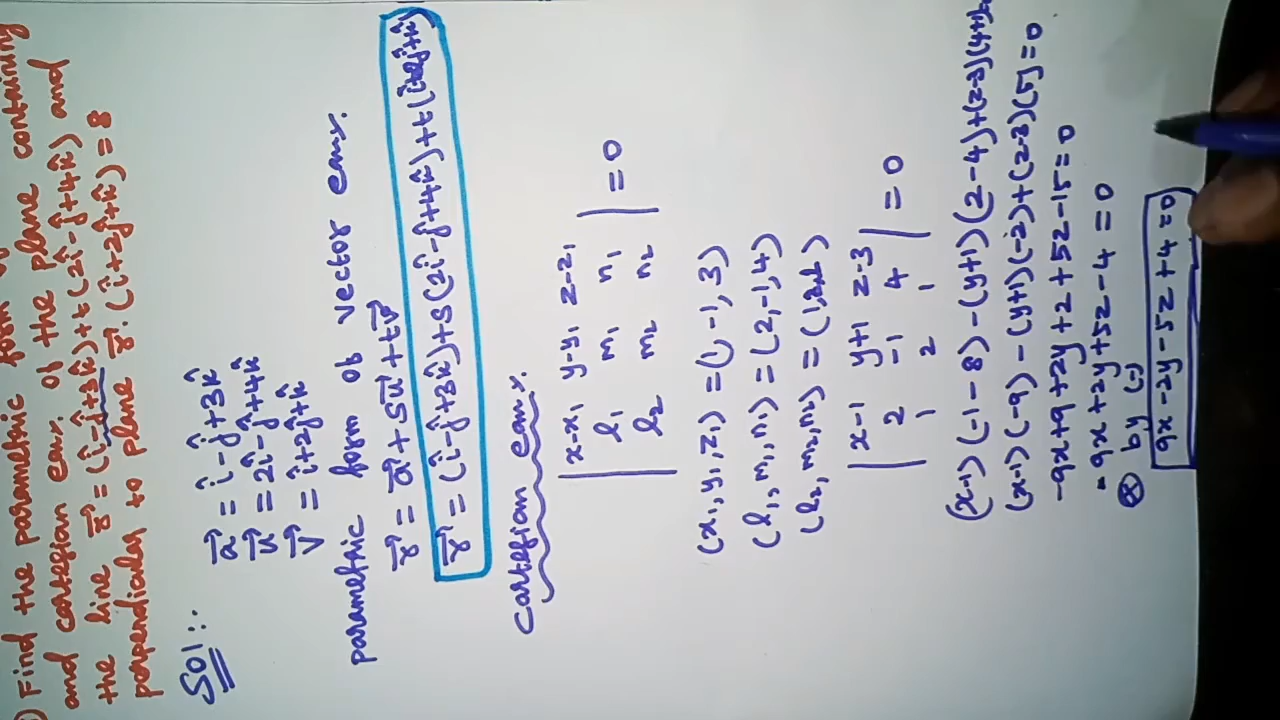 Find the parametric form of
and cartesian eqn. of the plane containing
the line r⃗ = (î-ĵ+3k̂)+t(2î-ĵ+4k̂) and
perpendicular to plane r⃗.(î+2ĵ+k̂) = 8
Sol:.
a⃗ = î-ĵ+3k̂
u⃗ = 2î-ĵ+4k̂
v⃗ = î+2ĵ+k̂
parametric form of vector eqn.
r⃗ = a⃗ + su⃗ + tv⃗
r⃗ = (î-ĵ+3k̂)+s(2î-ĵ+4k̂)+t(î+2ĵ+k̂)
cartesian eqn.
| x-x₁ y-y₁ z-z₁
l₁ m₁ n₁ | = 0
l₂ m₂ n₂
(x₁, y₁, z₁) = (1, -1, 3)
(l₁, m₁, n₁) = (2, -1, 4)
(l₂, m₂, n₂) = (1,2,1)
| x-1 y+1 z-3
2 -1 4 | = 0
1 2 1
(x-1)(-1-8)-(y+1)(2-4)+(z-3)(4+1)
(x-1)(-9)-(y+1)(-2)+(z-3)(5)=0
-9x+9+2y+2+5z-15=0
-9x+2y+5z-4=0
⊗ by (-)
9x-2y-5z+4=0